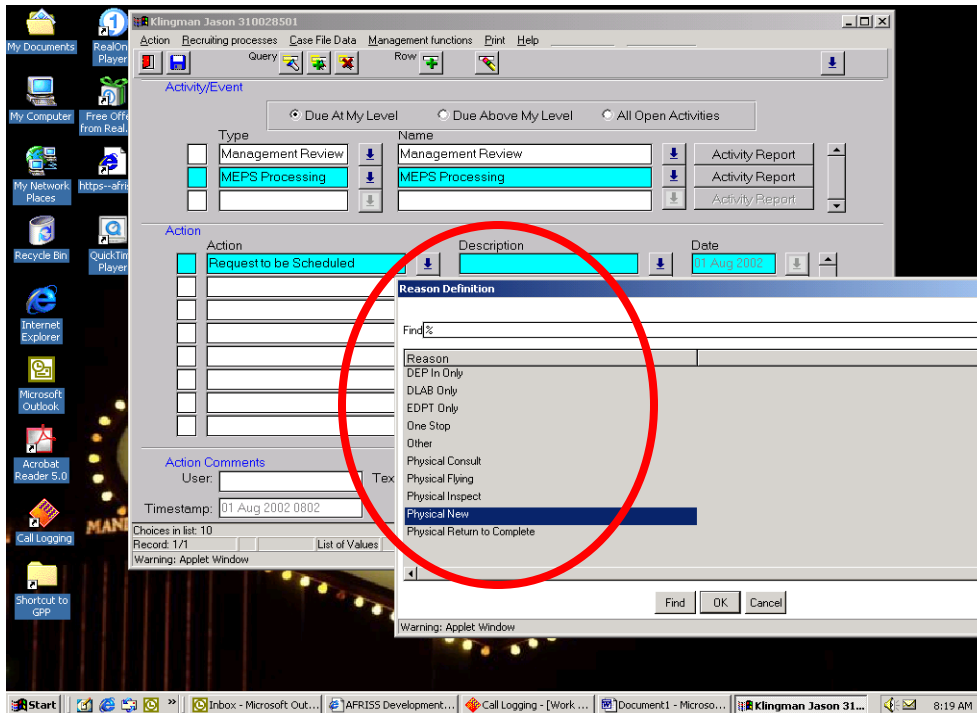 My Documents
RealOn
Player
My Computer
Free Offe
from Real.
My Network
Places
https--afris
Recycle Bin
QuickTim
Player
Internet
Explorer
Microsoft
Outlook
Acrobat
Reader 5.0
Call Logging
Shortcut to
GPP
MAN
Klingman Jason 310028501
Action Recruiting processes Case File Data Management functions Print Help
Query Row
Activity/Event
Due At My Level Due Above My Level All Open Activities
Type Name
Management Review Management Review Activity Report
MEPS Processing MEPS Processing Activity Report
Activity Report
Action
Action Description Date
Request to be Scheduled 01 Aug 2002
Action Comments
User: Tex
Timestamp: 01 Aug 2002 0802
Choices in list: 10
Record: 1/1 List of Values
Warning: Applet Window
Reason Definition
Find %
Reason
DEP In Only
DLAB Only
EDPT Only
One Stop
Other
Physical Consult
Physical Flying
Physical Inspect
Physical New
Physical Return to Complete
Find OK Cancel
Warning: Applet Window
Start » Inbox - Microsoft Out... AFRISS Development... Call Logging - [Work ... Document1 - Microso... Klingman Jason 31... 8:19 AM